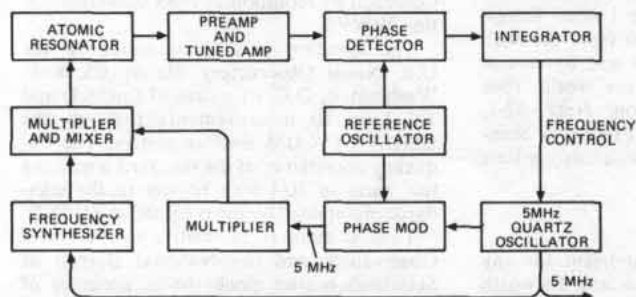 ATOMIC
RESONATOR
PREAMP
AND
TUNED AMP
PHASE
DETECTOR
INTEGRATOR
MULTIPLIER
AND MIXER
REFERENCE
OSCILLATOR
FREQUENCY
CONTROL
FREQUENCY
SYNTHESIZER
MULTIPLIER
PHASE MOD
5MHz
QUARTZ
OSCILLATOR
5 MHz
5 MHz